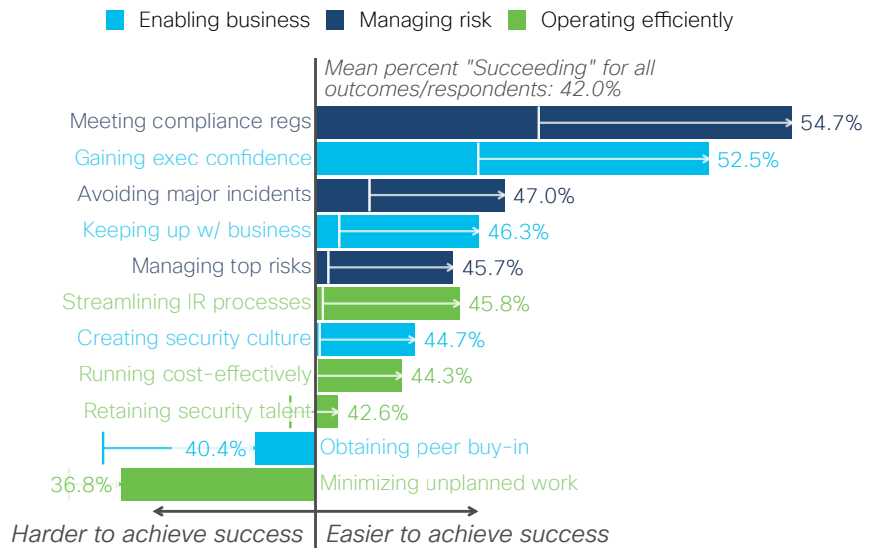 Enabling business Managing risk Operating efficiently
Mean percent "Succeeding" for all
outcomes/respondents: 42.0%
Meeting compliance regs 54.7%
Gaining exec confidence 52.5%
Avoiding major incidents 47.0%
Keeping up w/ business 46.3%
Managing top risks 45.7%
Streamlining IR processes 45.8%
Creating security culture 44.7%
Running cost-effectively 44.3%
Retaining security talent 42.6%
40.4% Obtaining peer buy-in
36.8% Minimizing unplanned work
Harder to achieve success Easier to achieve success